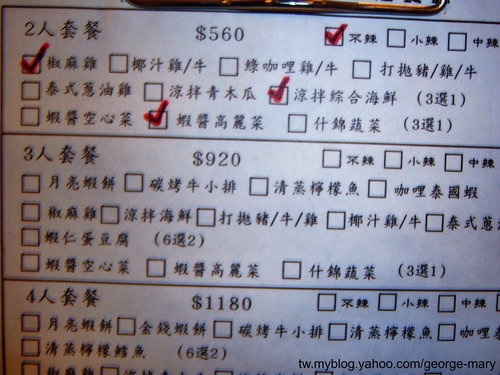 2人套餐 $560 ☑不辣 □小辣 □中辣
☑椒麻雞 □椰汁雞/牛 □綠咖哩雞/牛 □打拋豬/雞/牛
□泰式蔥油雞 □涼拌青木瓜 ☑涼拌綜合海鮮 (3選1)
□蝦醬空心菜 ☑蝦醬高麗菜 □什錦蔬菜 (3選1)
3人套餐 $920 □不辣 □小辣 □中辣
□月亮蝦餅 □碳烤牛小排 □清蒸檸檬魚 □咖哩泰國蝦
□椒麻雞 □涼拌海鮮 □打拋豬/牛/雞 □椰汁雞/牛 □泰式蔥
□蝦仁蛋豆腐 (6選2)
□蝦醬空心菜 □蝦醬高麗菜 □什錦蔬菜 (3選1)
4人套餐 $1180 □不辣 □小辣 □中辣
□月亮蝦餅 □金錢蝦餅 □碳烤牛小排 □清蒸檸檬魚 □咖哩
□清蒸檸檬鱈魚 (6選2)
tw.myblog.yahoo.com/george-mary